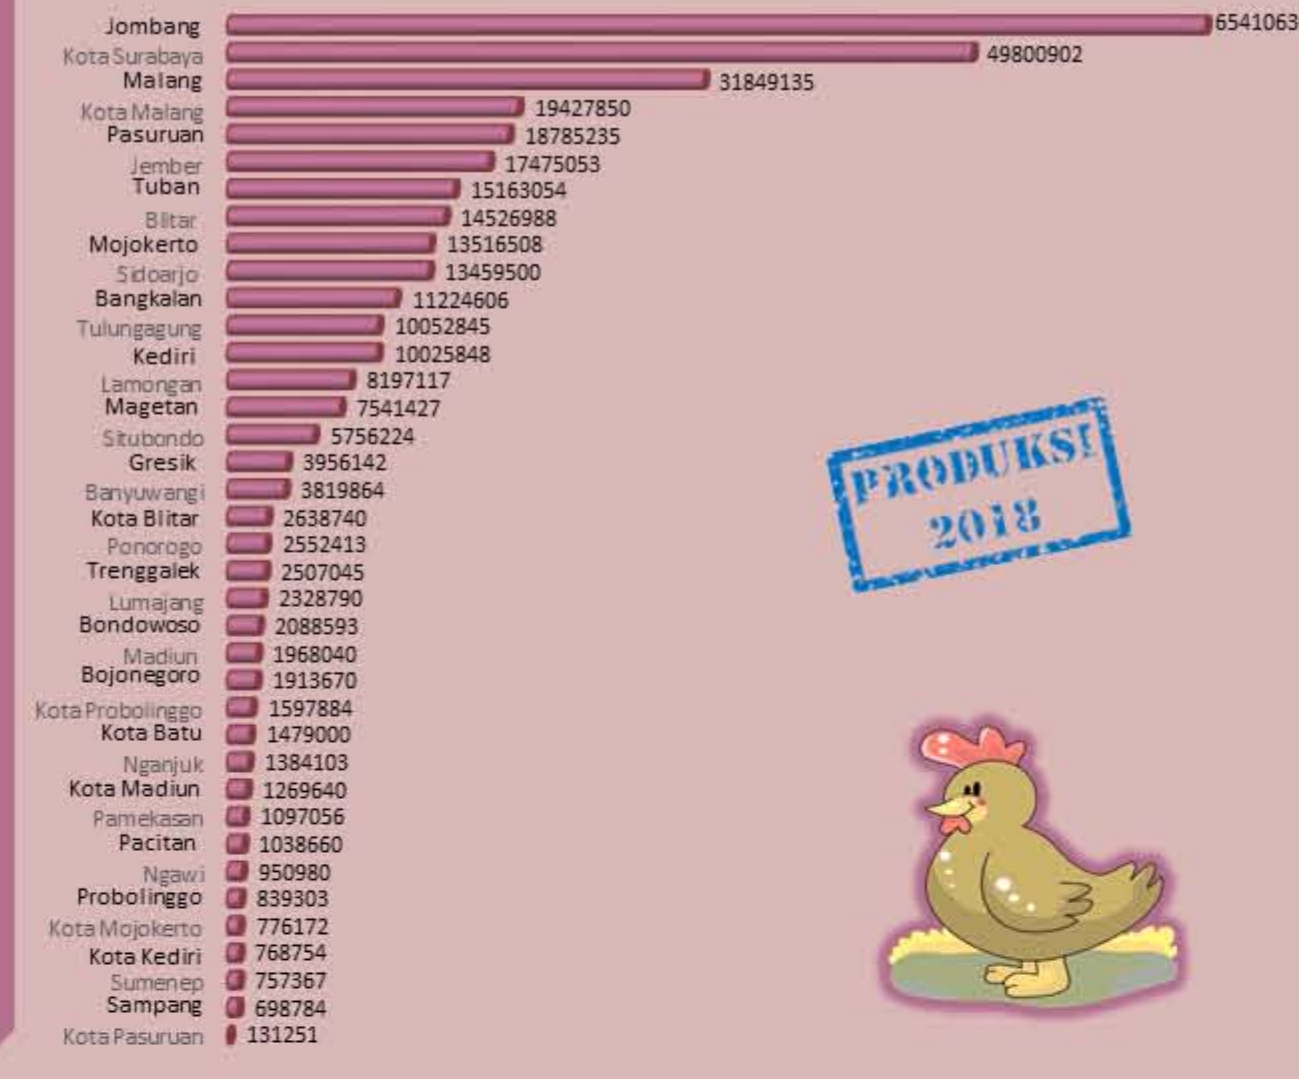 Jombang 6541063
Kota Surabaya 49800902
Malang 31849135
Kota Malang 19427850
Pasuruan 18785235
Jember 17475053
Tuban 15163054
Blitar 14526988
Mojokerto 13516508
Sidoarjo 13459500
Bangkalan 11224606
Tulungagung 10052845
Kediri 10025848
Lamongan 8197117
Magetan 7541427
Situbondo 5756224
Gresik 3956142
Banyuwangi 3819864
Kota Blitar 2638740
Ponorogo 2552413
Trenggalek 2507045
Lumajang 2328790
Bondowoso 2088593
Madiun 1968040
Bojonegoro 1913670
Kota Probolinggo 1597884
Kota Batu 1479000
Nganjuk 1384103
Kota Madiun 1269640
Pamekasan 1097056
Pacitan 1038660
Ngawi 950980
Probolinggo 839303
Kota Mojokerto 776172
Kota Kediri 768754
Sumenep 757367
Sampang 698784
Kota Pasuruan 131251
PRODUKSI
2018